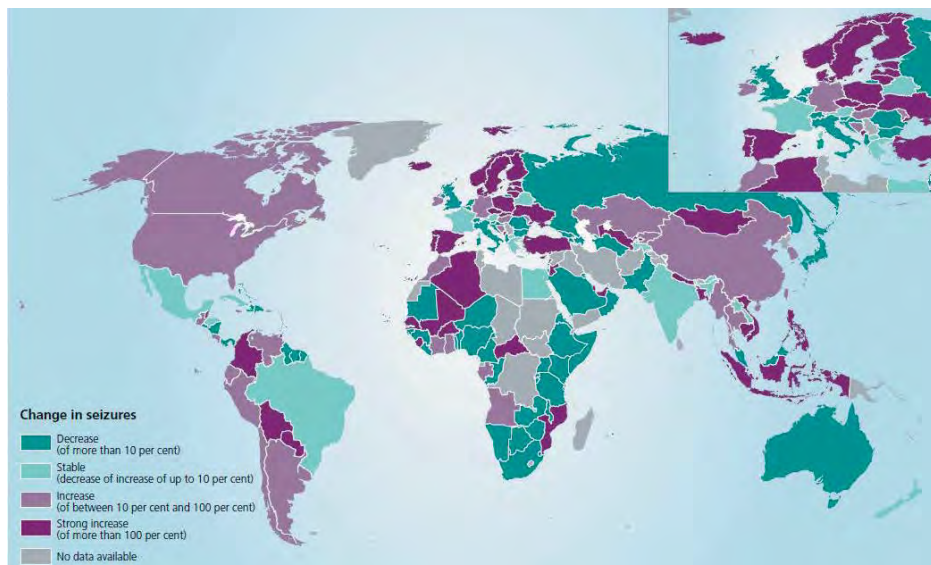 Change in seizures
Decrease
(of more than 10 per cent)
Stable
(decrease of increase of up to 10 per cent)
Increase
(of between 10 per cent and 100 per cent)
Strong increase
(of more than 100 per cent)
No data available